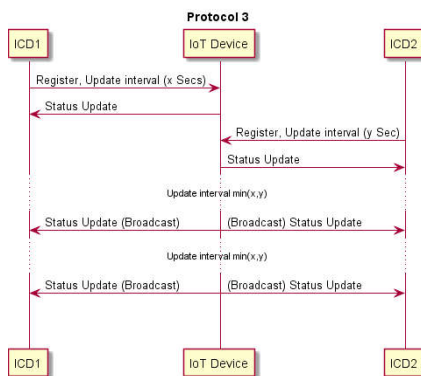 Protocol 3
ICD1 IoT Device ICD2
Register, Update interval (x Secs)
Status Update
Register, Update interval (y Sec)
Status Update
Update interval min(x,y)
Status Update (Broadcast) (Broadcast) Status Update
Update interval min(x,y)
Status Update (Broadcast) (Broadcast) Status Update
ICD1 IoT Device ICD2